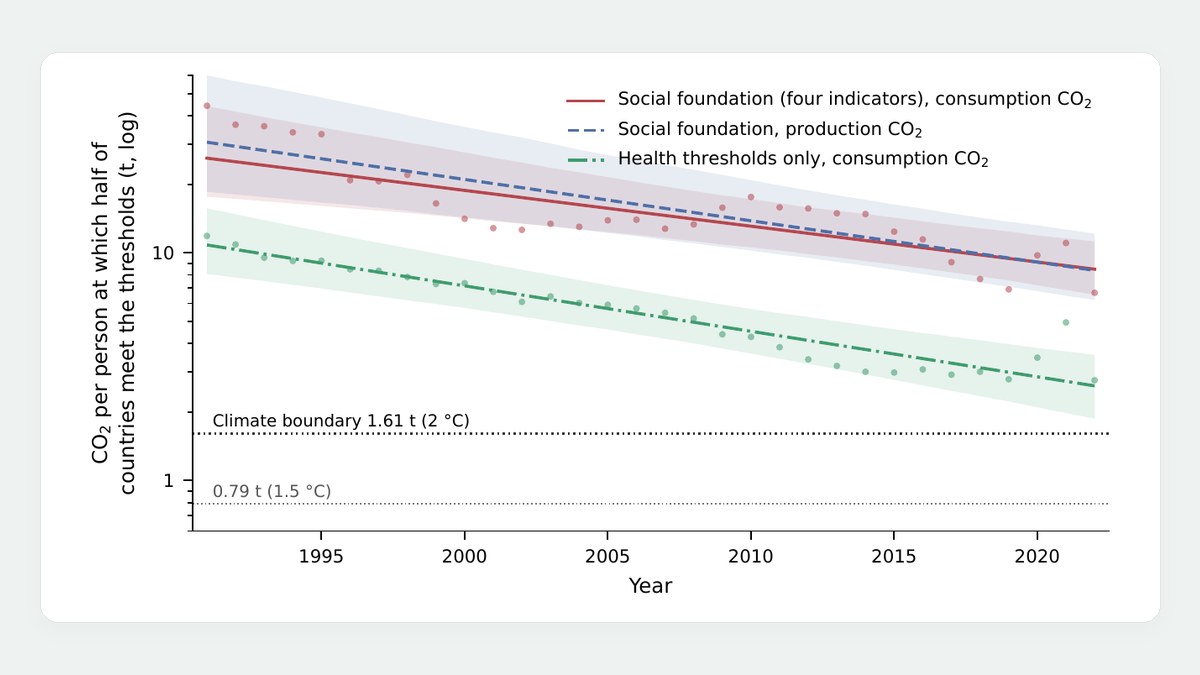 CO₂ per person at which half of
countries meet the thresholds (t, log)
Social foundation (four indicators), consumption CO₂
Social foundation, production CO₂
Health thresholds only, consumption CO₂
10
Climate boundary 1.61 t (2 °C)
1
0.79 t (1.5 °C)
1995 2000 2005 2010 2015 2020
Year